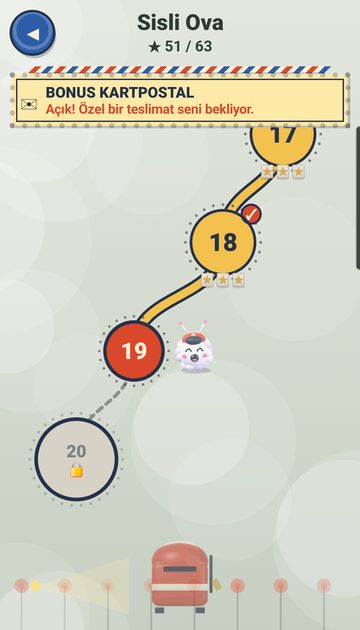 Sisli Ova
★ 51 / 63
BONUS KARTPOSTAL
Açık! Özel bir teslimat seni bekliyor.
17
18
19
20